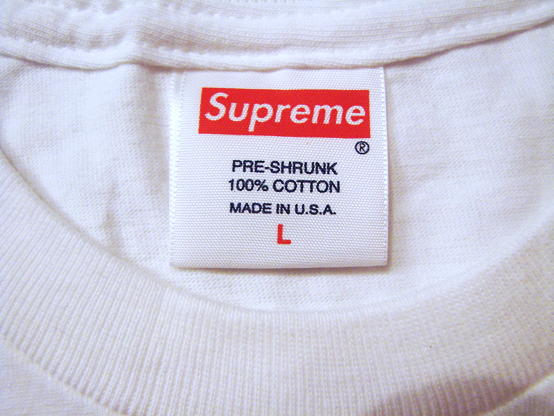 Supreme
®
PRE-SHRUNK
100% COTTON
MADE IN U.S.A.
L